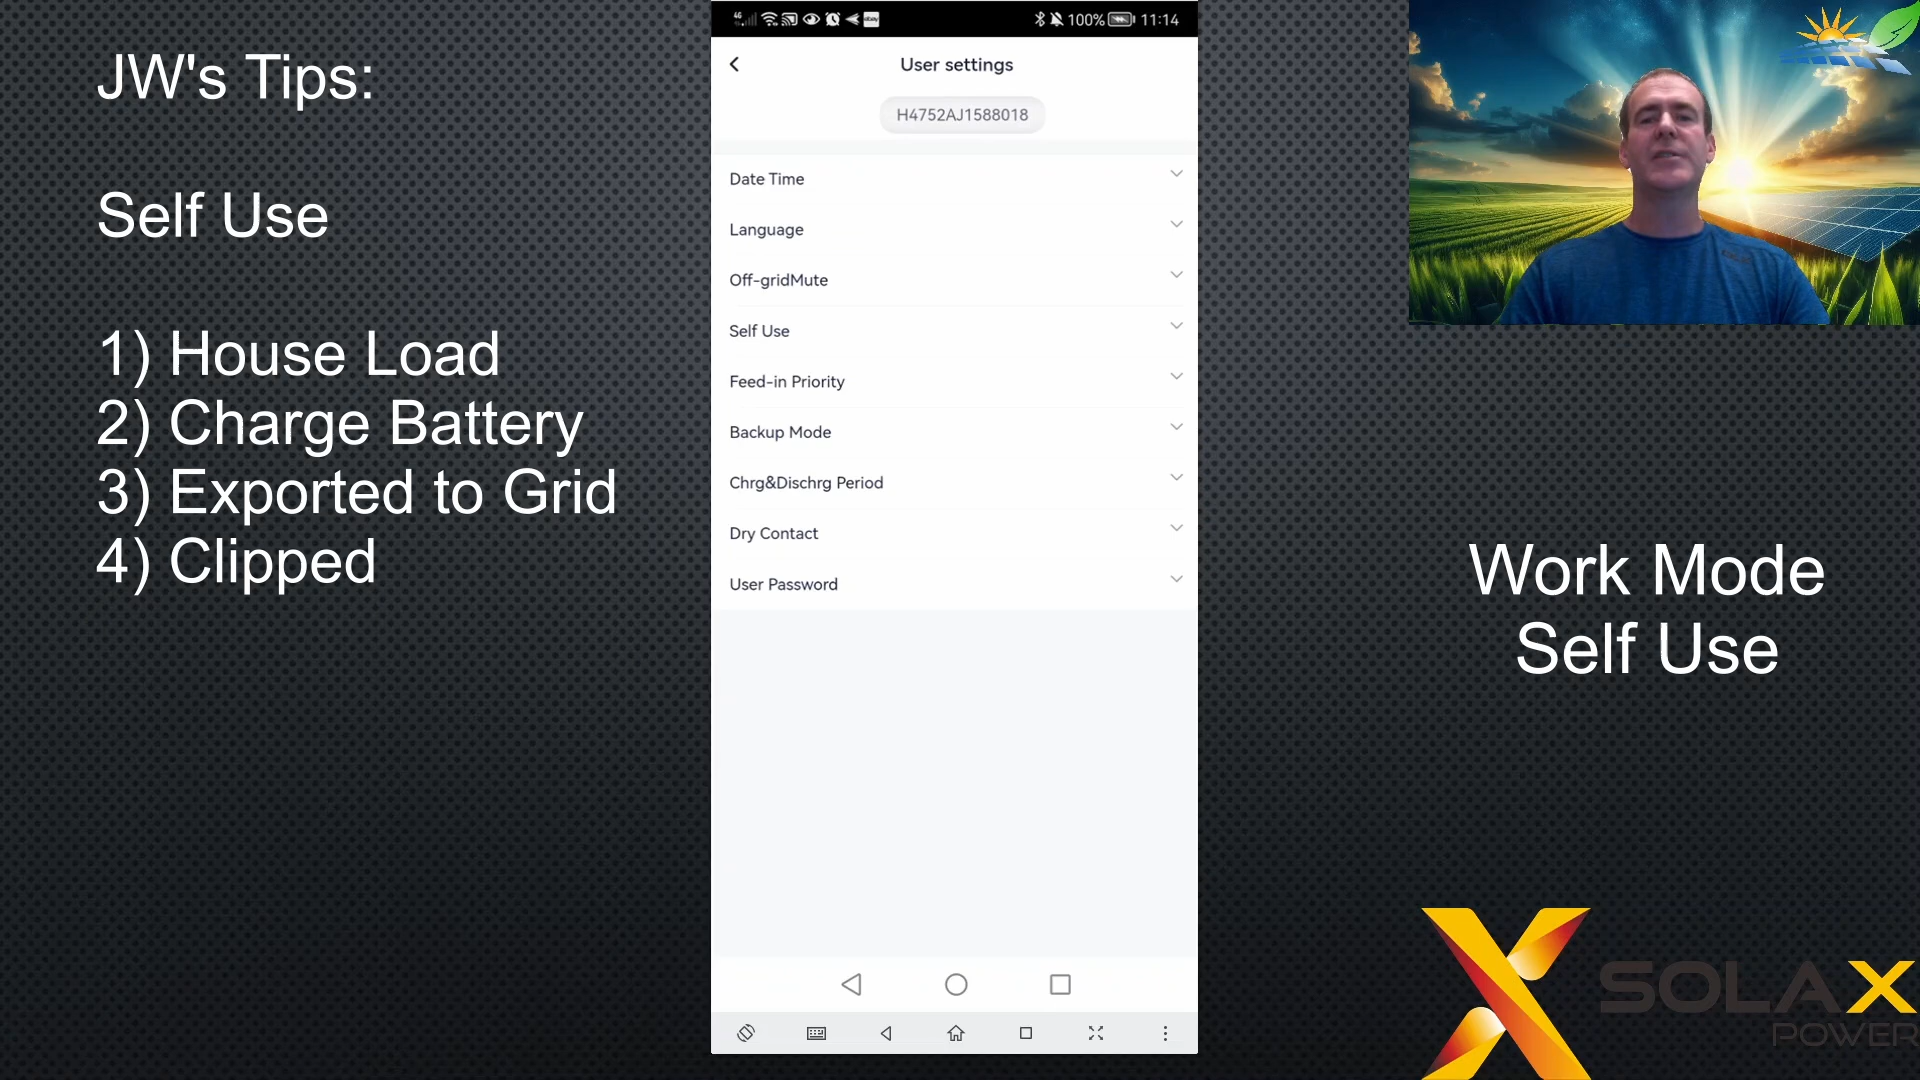 JW's Tips:
Self Use
1) House Load
2) Charge Battery
3) Exported to Grid
4) Clipped
4G
ebay
100%
11:14
User settings
H4752AJ1588018
Date Time
Language
Off-gridMute
Self Use
Feed-in Priority
Backup Mode
Chrg&Dischrg Period
Dry Contact
User Password
Work Mode
Self Use
SOLAX
POWER